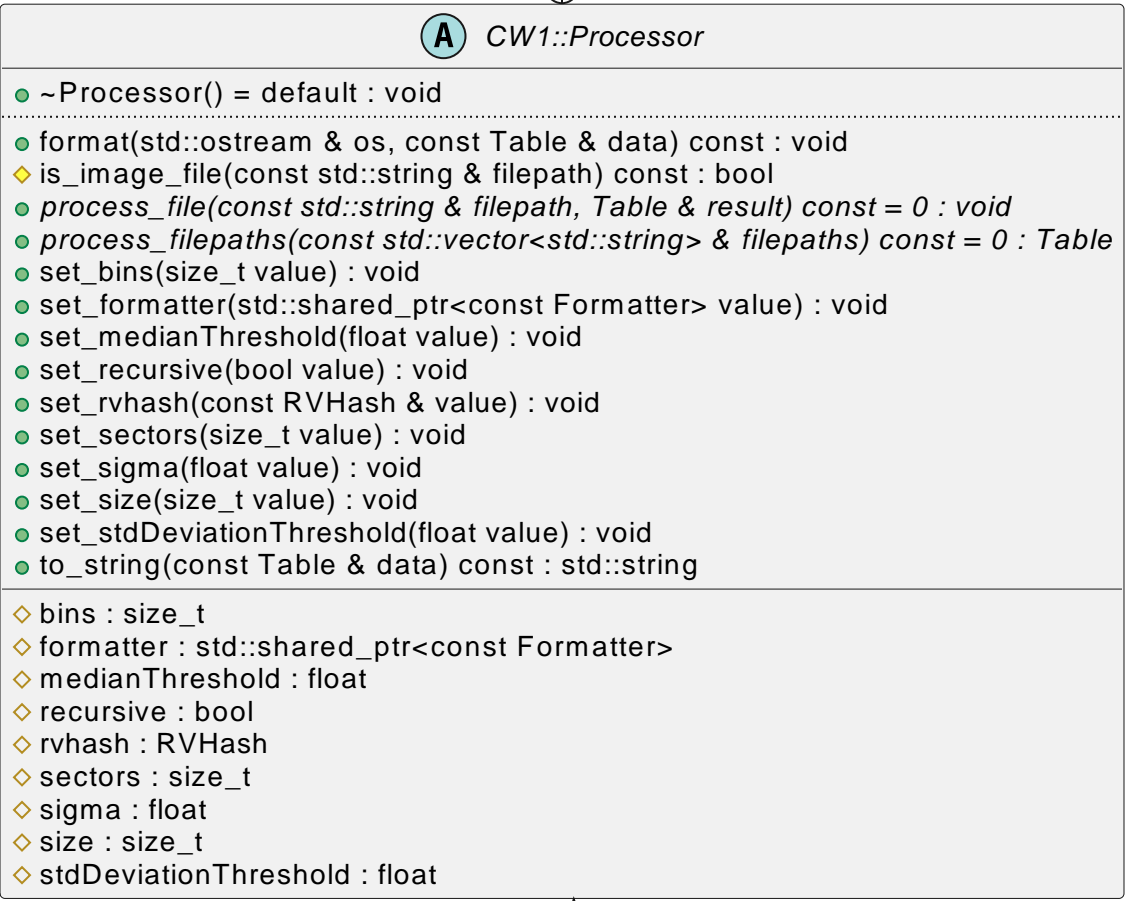 A CW1::Processor
~Processor() = default : void
format(std::ostream & os, const Table & data) const : void
is_image_file(const std::string & filepath) const : bool
process_file(const std::string & filepath, Table & result) const = 0 : void
process_filepaths(const std::vector<std::string> & filepaths) const = 0 : Table
set_bins(size_t value) : void
set_formatter(std::shared_ptr<const Formatter> value) : void
set_medianThreshold(float value) : void
set_recursive(bool value) : void
set_rvhash(const RVHash & value) : void
set_sectors(size_t value) : void
set_sigma(float value) : void
set_size(size_t value) : void
set_stdDeviationThreshold(float value) : void
to_string(const Table & data) const : std::string
bins : size_t
formatter : std::shared_ptr<const Formatter>
medianThreshold : float
recursive : bool
rvhash : RVHash
sectors : size_t
sigma : float
size : size_t
stdDeviationThreshold : float